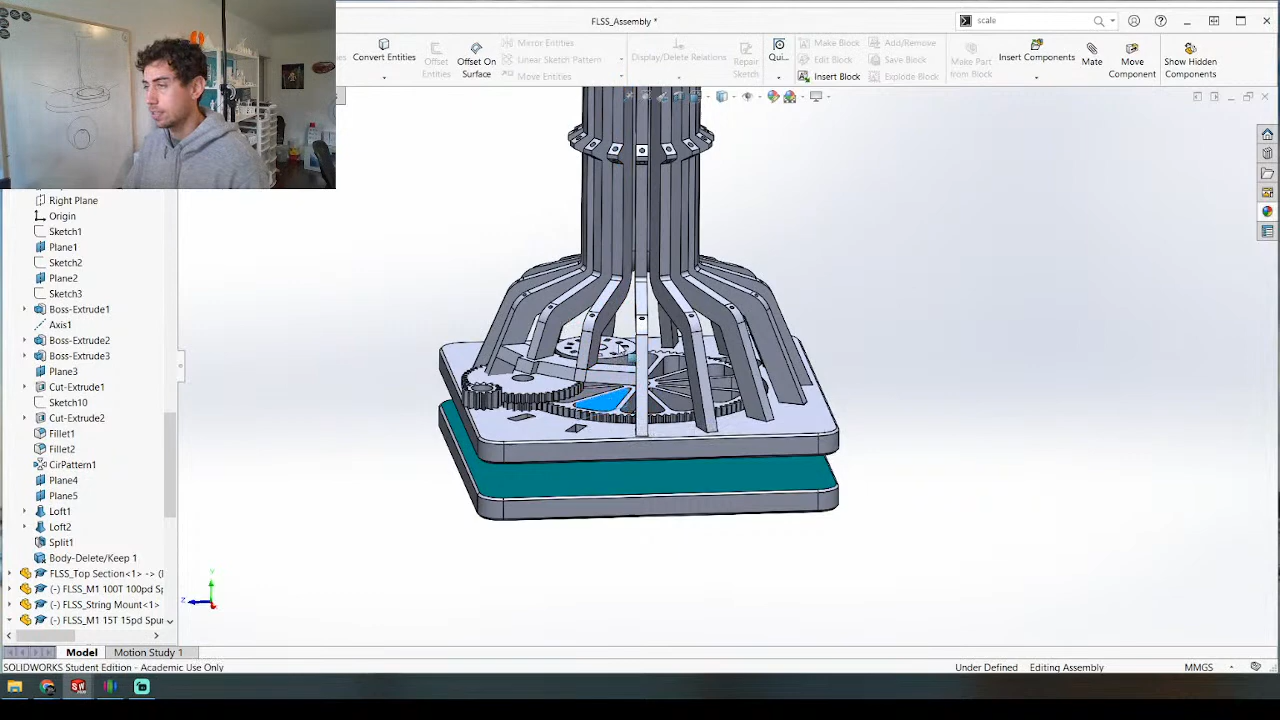 FLSS_Assembly *
scale
Convert Entities
Offset Entities
Offset On Surface
Mirror Entities
Linear Sketch Pattern
Move Entities
Display/Delete Relations
Repair Sketch
Qui...
Make Block
Edit Block
Insert Block
Add/Remove
Save Block
Explode Block
Make Part from Block
Insert Components
Mate
Move Component
Show Hidden Components
Right Plane
Origin
Sketch1
Plane1
Sketch2
Plane2
Sketch3
Boss-Extrude1
Axis1
Boss-Extrude2
Boss-Extrude3
Plane3
Cut-Extrude1
Sketch10
Cut-Extrude2
Fillet1
Fillet2
CirPattern1
Plane4
Plane5
Loft1
Loft2
Split1
Body-Delete/Keep 1
FLSS_Top Section<1> -> (
(-) FLSS_M1 100T 100pd Sp
(-) FLSS_String Mount<1>
(-) FLSS_M1 15T 15pd Spur
Y
Z
Model
Motion Study 1
SOLIDWORKS Student Edition - Academic Use Only
Under Defined
Editing Assembly
MMGS